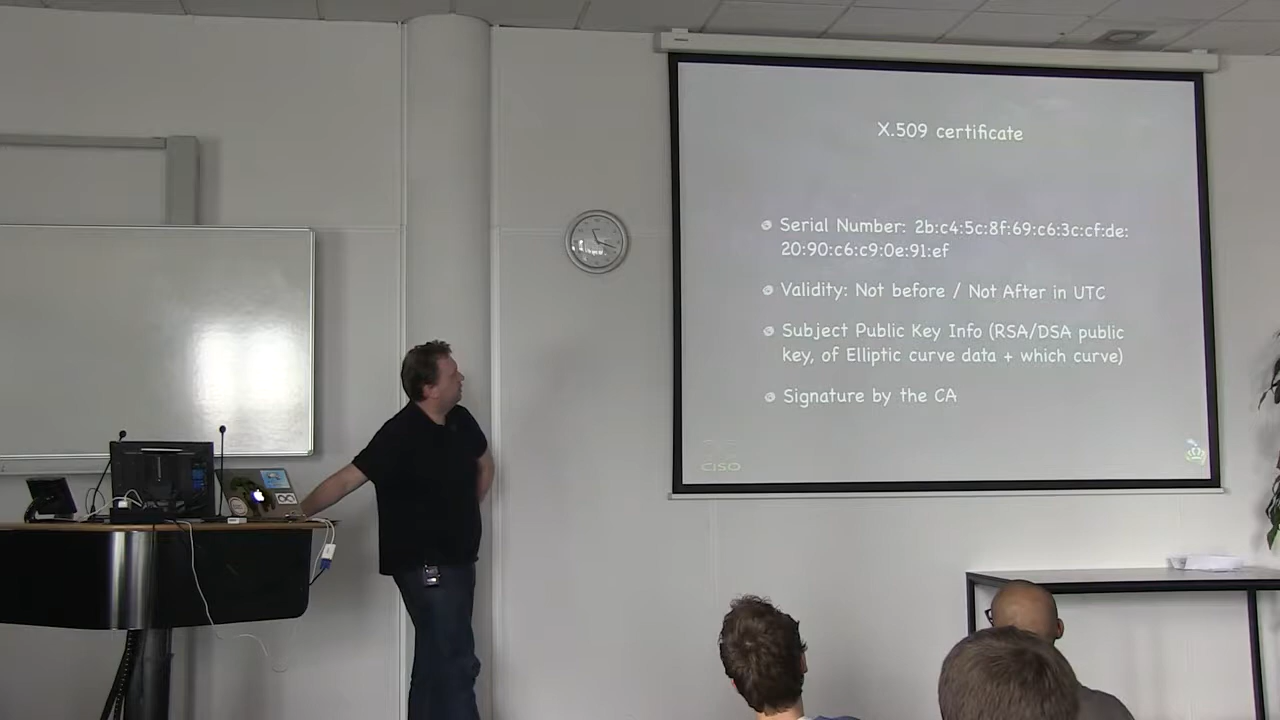 X.509 certificate
Serial Number: 2b:c4:5c:8f:69:c6:3c:cf:de:
20:90:c6:c9:0e:91:ef
Validity: Not before / Not After in UTC
Subject Public Key Info (RSA/DSA public
key, of Elliptic curve data + which curve)
Signature by the CA
CISO